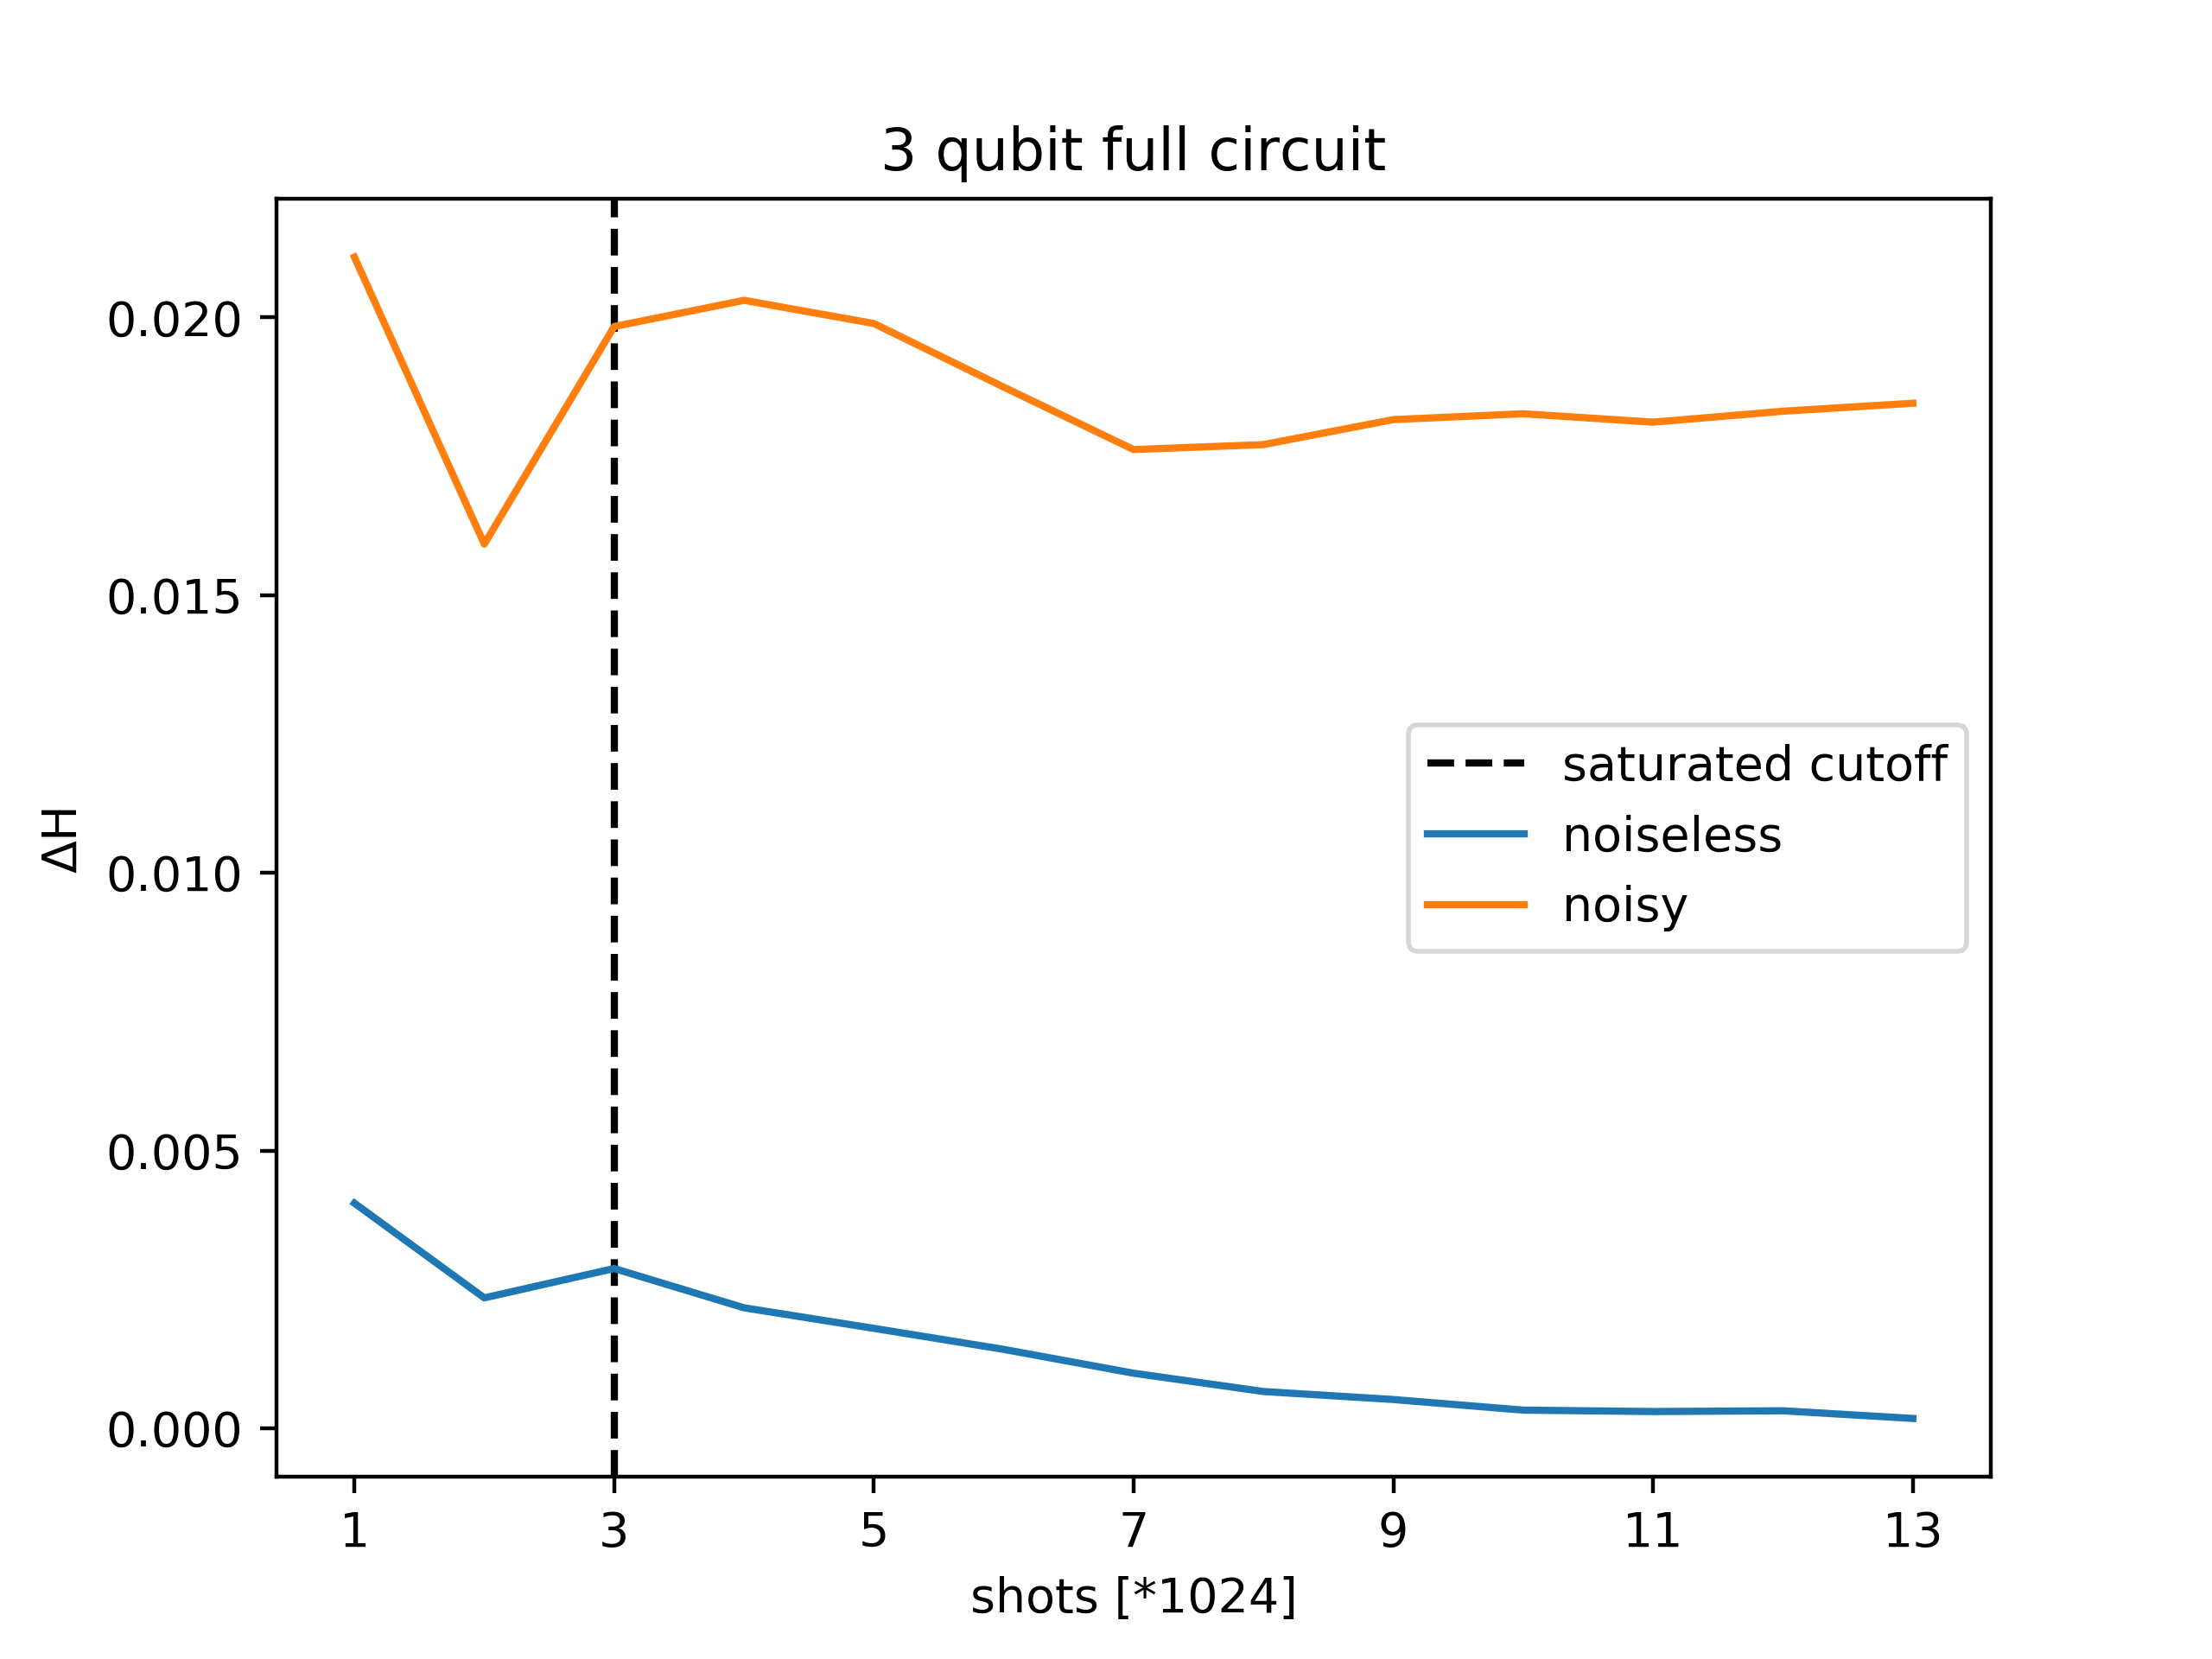 3 qubit full circuit
0.020
0.015
0.010
0.005
0.000
ΔH
saturated cutoff
noiseless
noisy
1 3 5 7 9 11 13
shots [*1024]